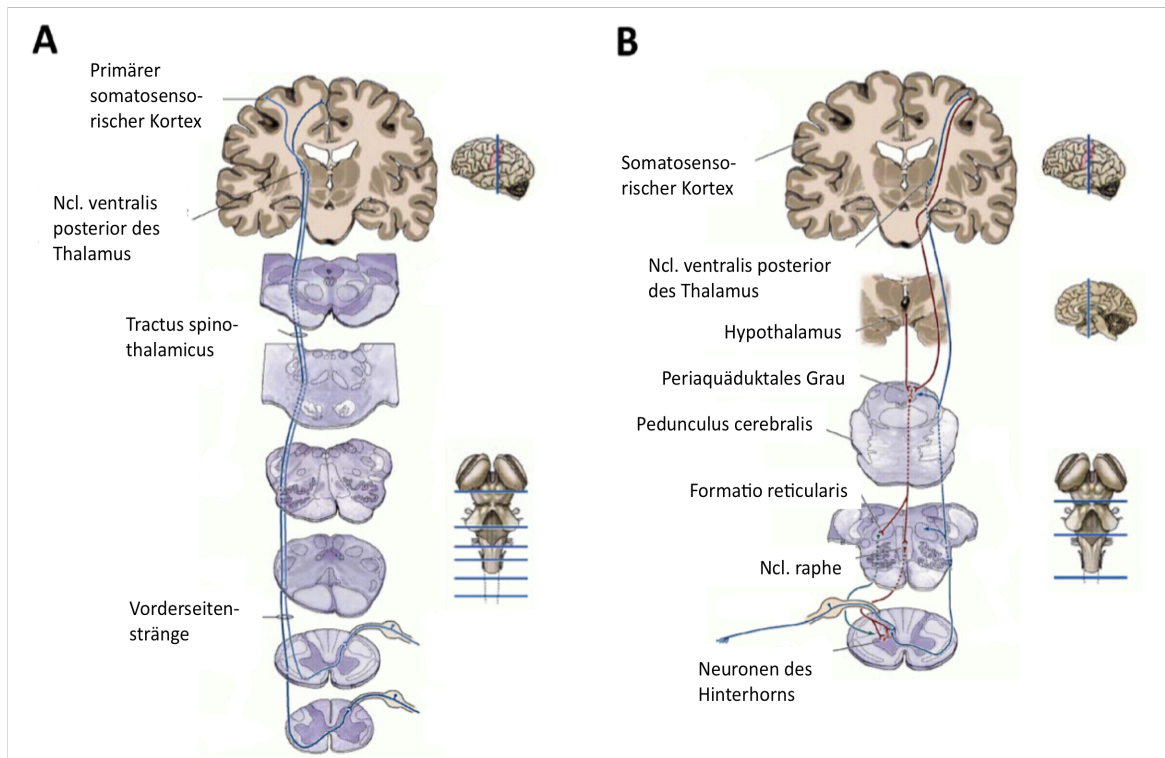 A
Primärer
somatosenso-
rischer Kortex
Ncl. ventralis
posterior des
Thalamus
Tractus spino-
thalamicus
Vorderseiten-
stränge
B
Somatosenso-
rischer Kortex
Ncl. ventralis posterior
des Thalamus
Hypothalamus
Periaquäduktales Grau
Pedunculus cerebralis
Formatio reticularis
Ncl. raphe
Neuronen des
Hinterhorns